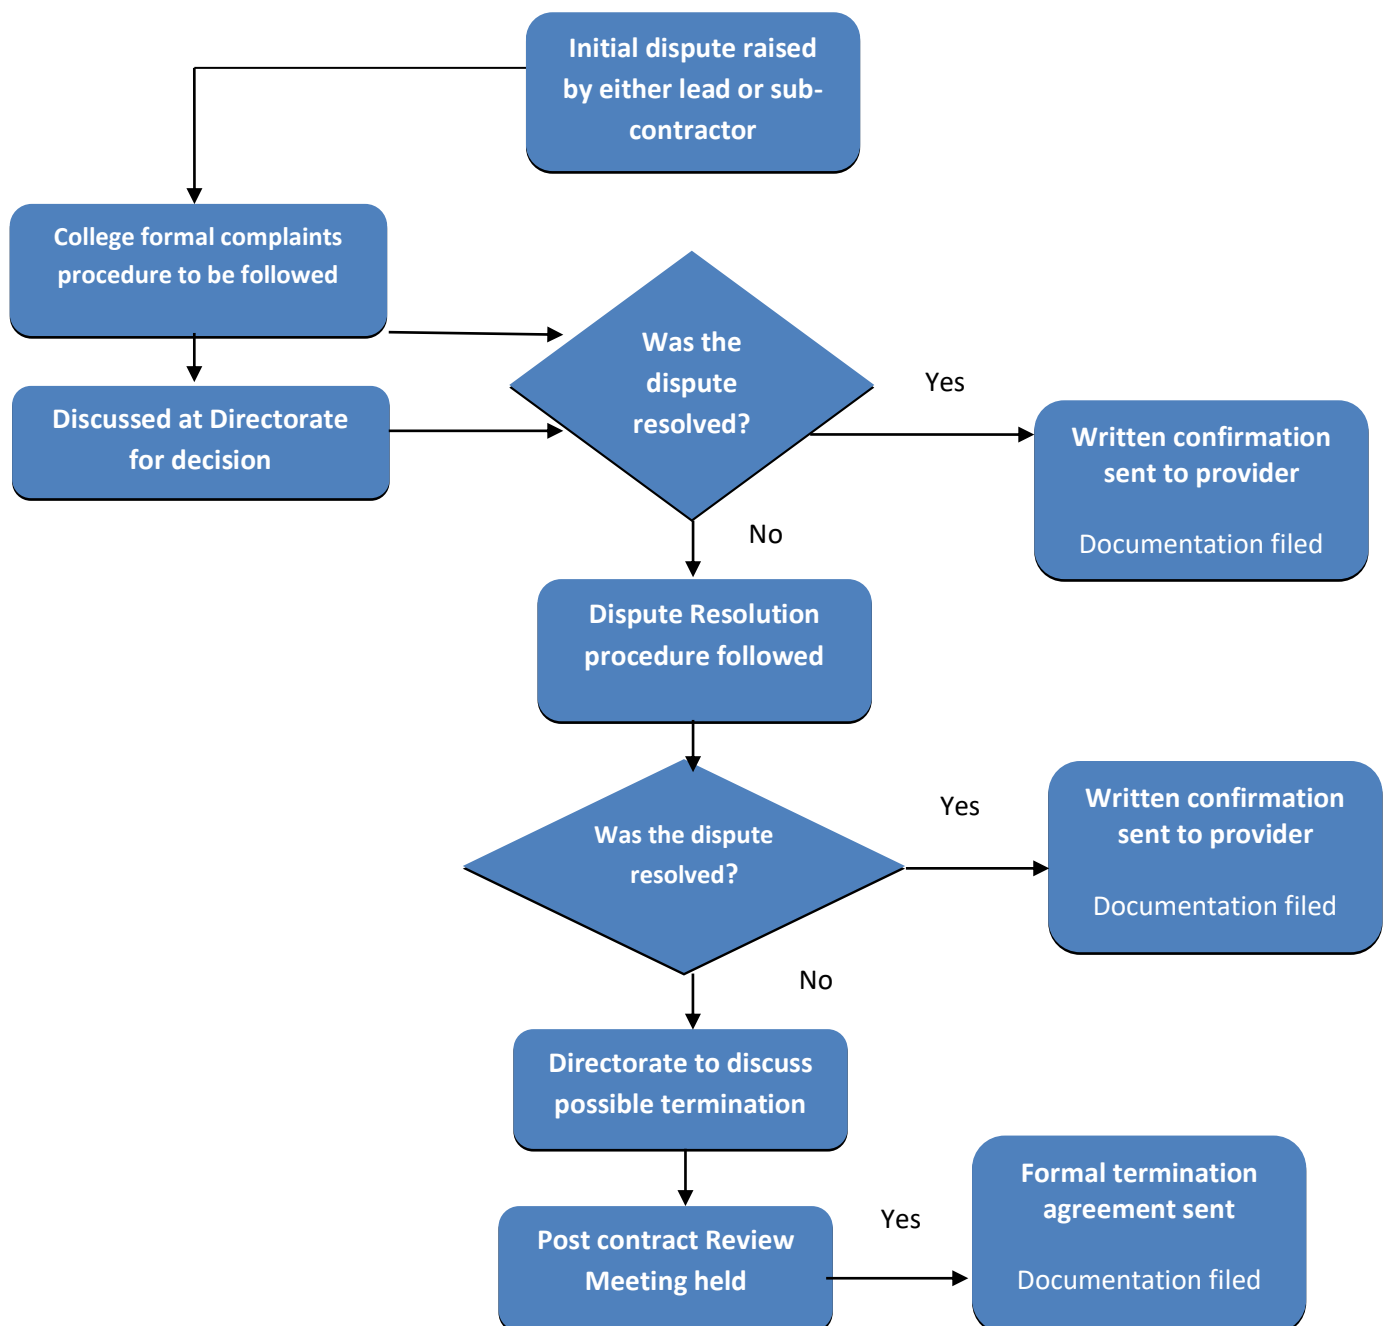 Initial dispute raised
by either lead or sub-
contractor
College formal complaints
procedure to be followed
Was the
dispute
resolved?
Yes
Discussed at Directorate
for decision
Written confirmation
sent to provider
Documentation filed
No
Dispute Resolution
procedure followed
Was the dispute
resolved?
Yes
Written confirmation
sent to provider
Documentation filed
No
Directorate to discuss
possible termination
Post contract Review
Meeting held
Yes
Formal termination
agreement sent
Documentation filed